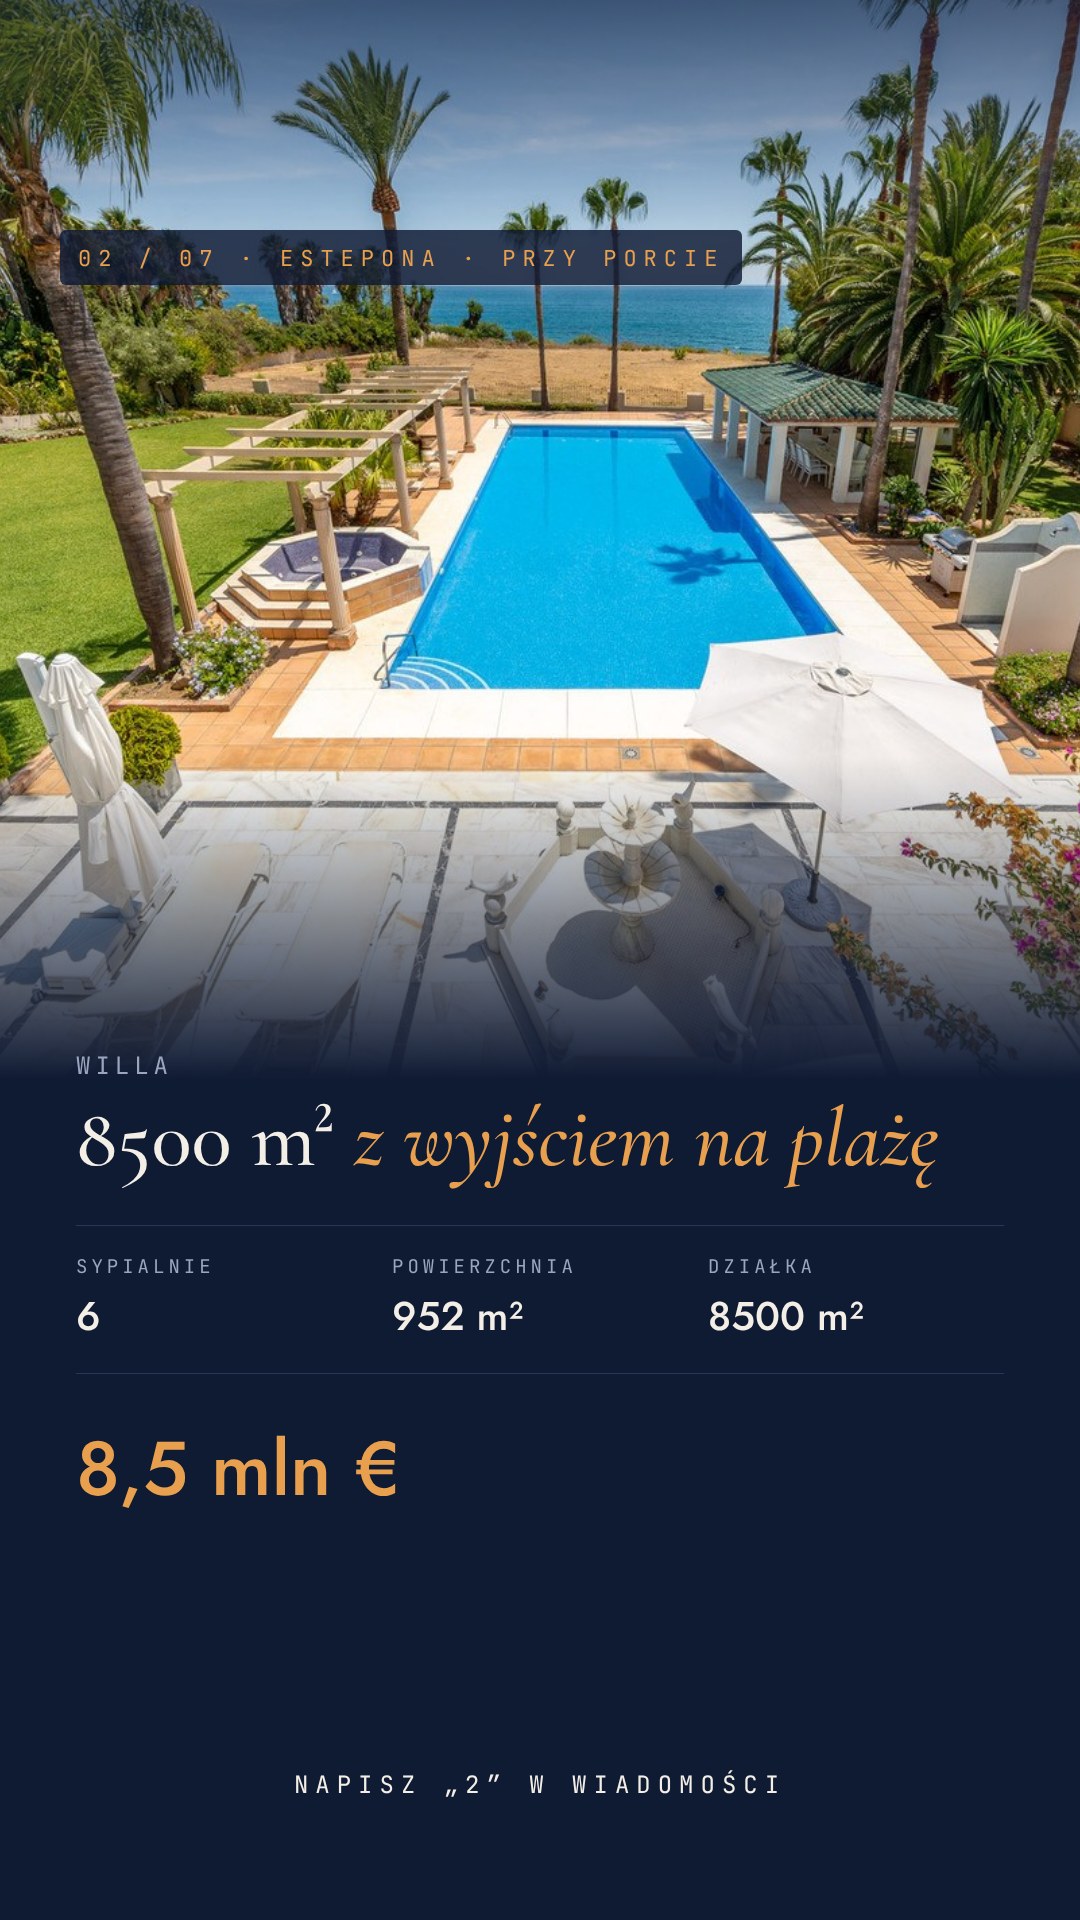 02 / 07 · ESTEPONA · PRZY PORCIE
WILLA
8500 m² z wyjściem na plażę
SYPIALNIE POWIERZCHNIA DZIAŁKA
6 952 m² 8500 m²
8,5 mln €
NAPISZ „2” W WIADOMOŚCI